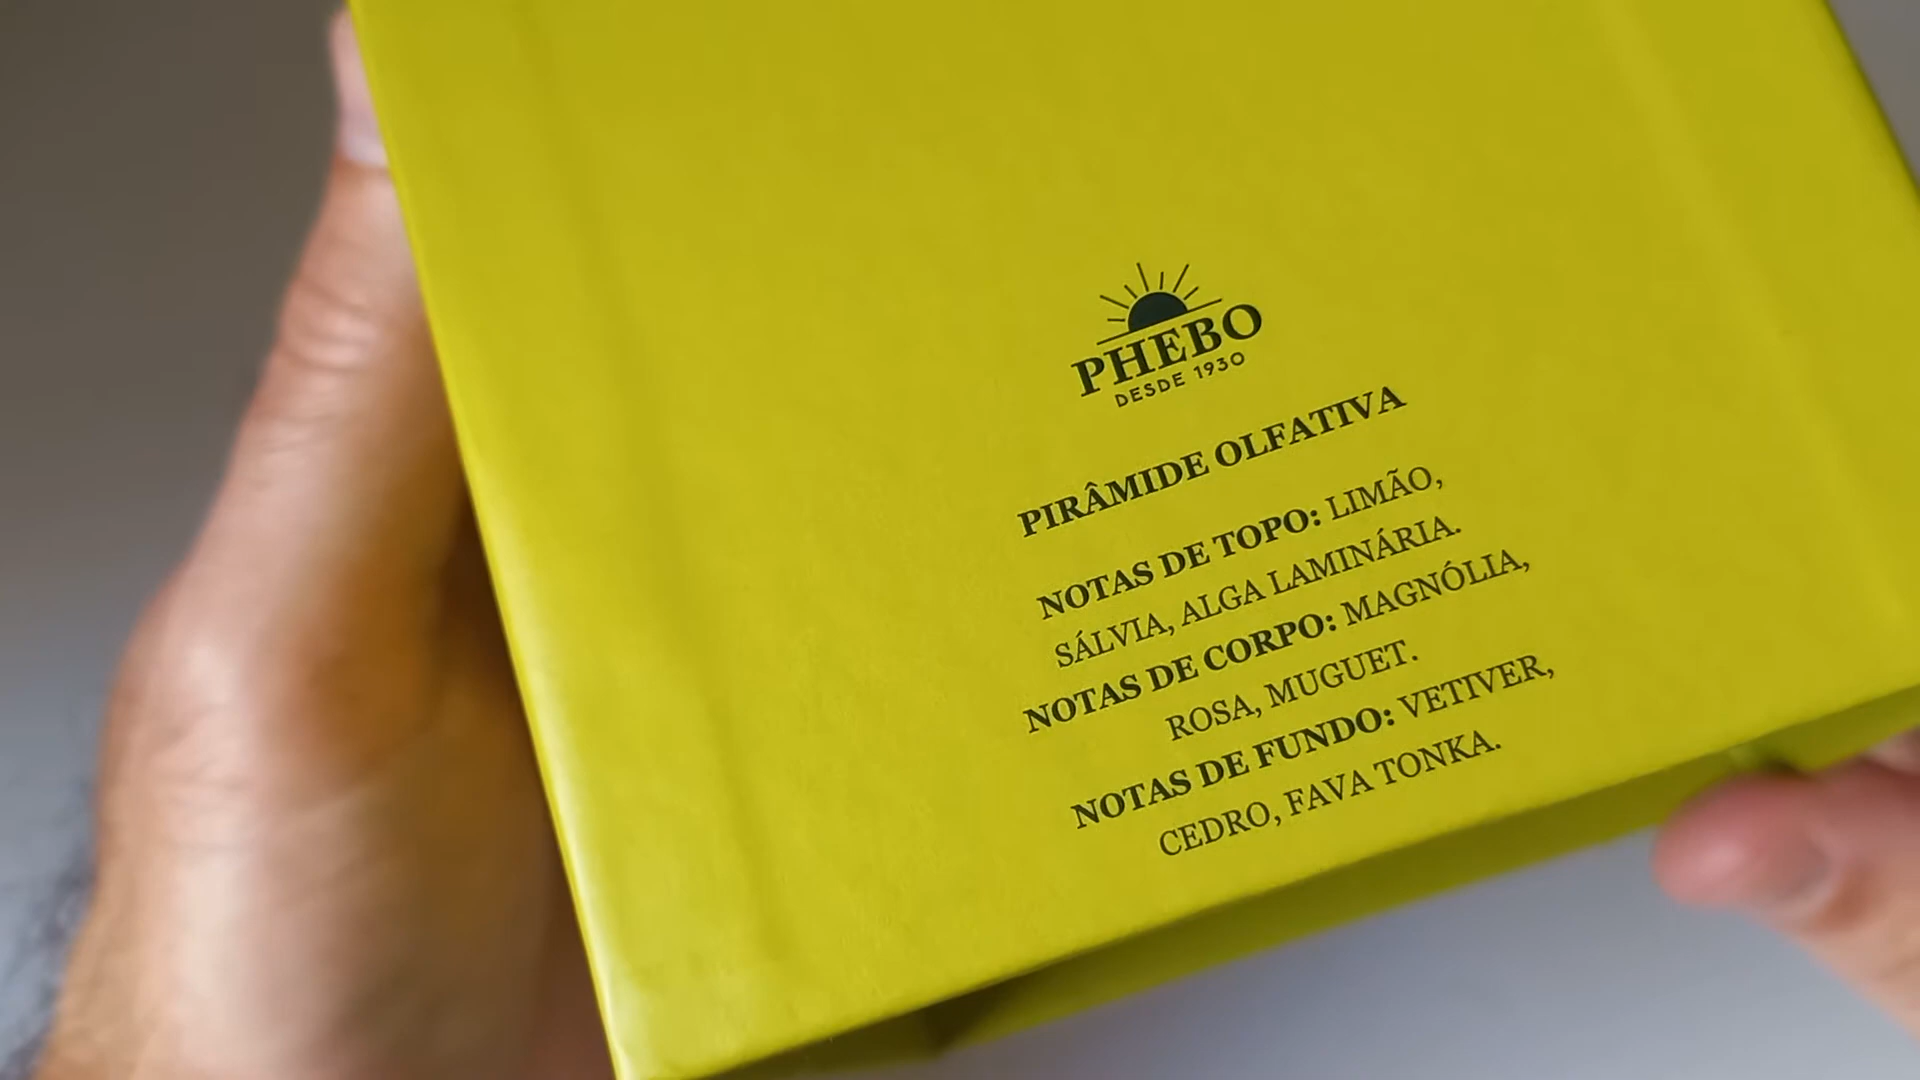 PHEBO
DESDE 1930
PIRÂMIDE OLFATIVA
NOTAS DE TOPO: LIMÃO,
SÁLVIA, ALGA LAMINÁRIA.
NOTAS DE CORPO: MAGNÓLIA,
ROSA, MUGUET.
NOTAS DE FUNDO: VETIVER,
CEDRO, FAVA TONKA.